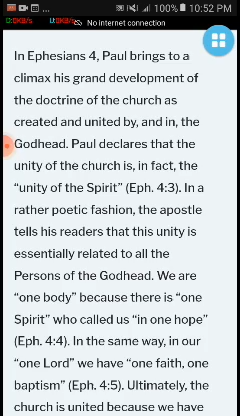 100% 10:52 PM
No internet connection
In Ephesians 4, Paul brings to a
climax his grand development of
the doctrine of the church as
created and united by, and in, the
Godhead. Paul declares that the
unity of the church is, in fact, the
“unity of the Spirit” (Eph. 4:3). In a
rather poetic fashion, the apostle
tells his readers that this unity is
essentially related to all the
Persons of the Godhead. We are
“one body” because there is “one
Spirit” who called us “in one hope”
(Eph. 4:4). In the same way, in our
“one Lord” we have “one faith, one
baptism” (Eph. 4:5). Ultimately, the
church is united because we have